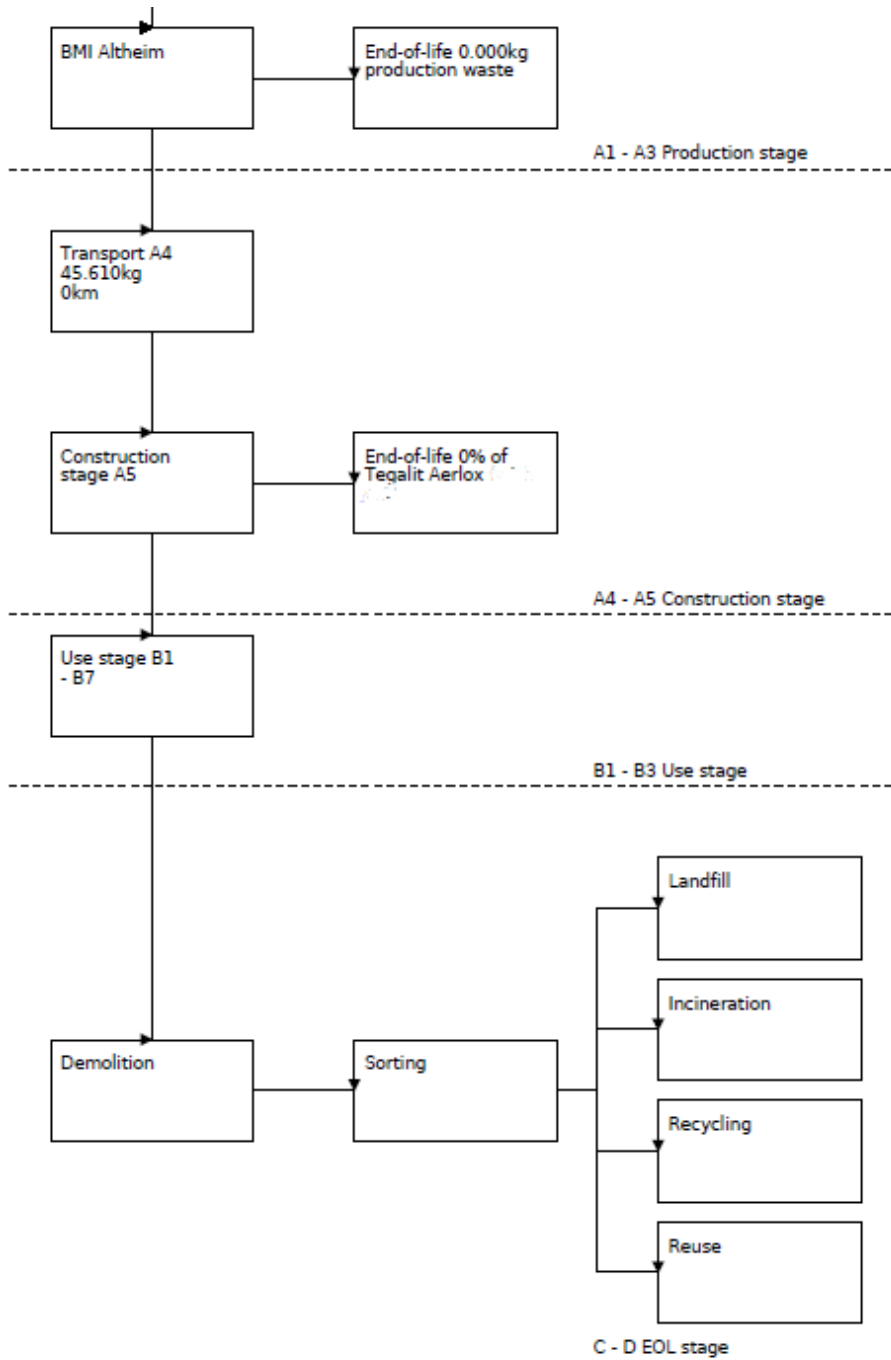 BMI Altheim
End-of-life 0.000kg
production waste
A1 - A3 Production stage
Transport A4
45.610kg
0km
Construction
stage A5
End-of-life 0% of
Tegalit Aerlox
A4 - A5 Construction stage
Use stage B1
- B7
B1 - B3 Use stage
Landfill
Incineration
Demolition
Sorting
Recycling
Reuse
C - D EOL stage